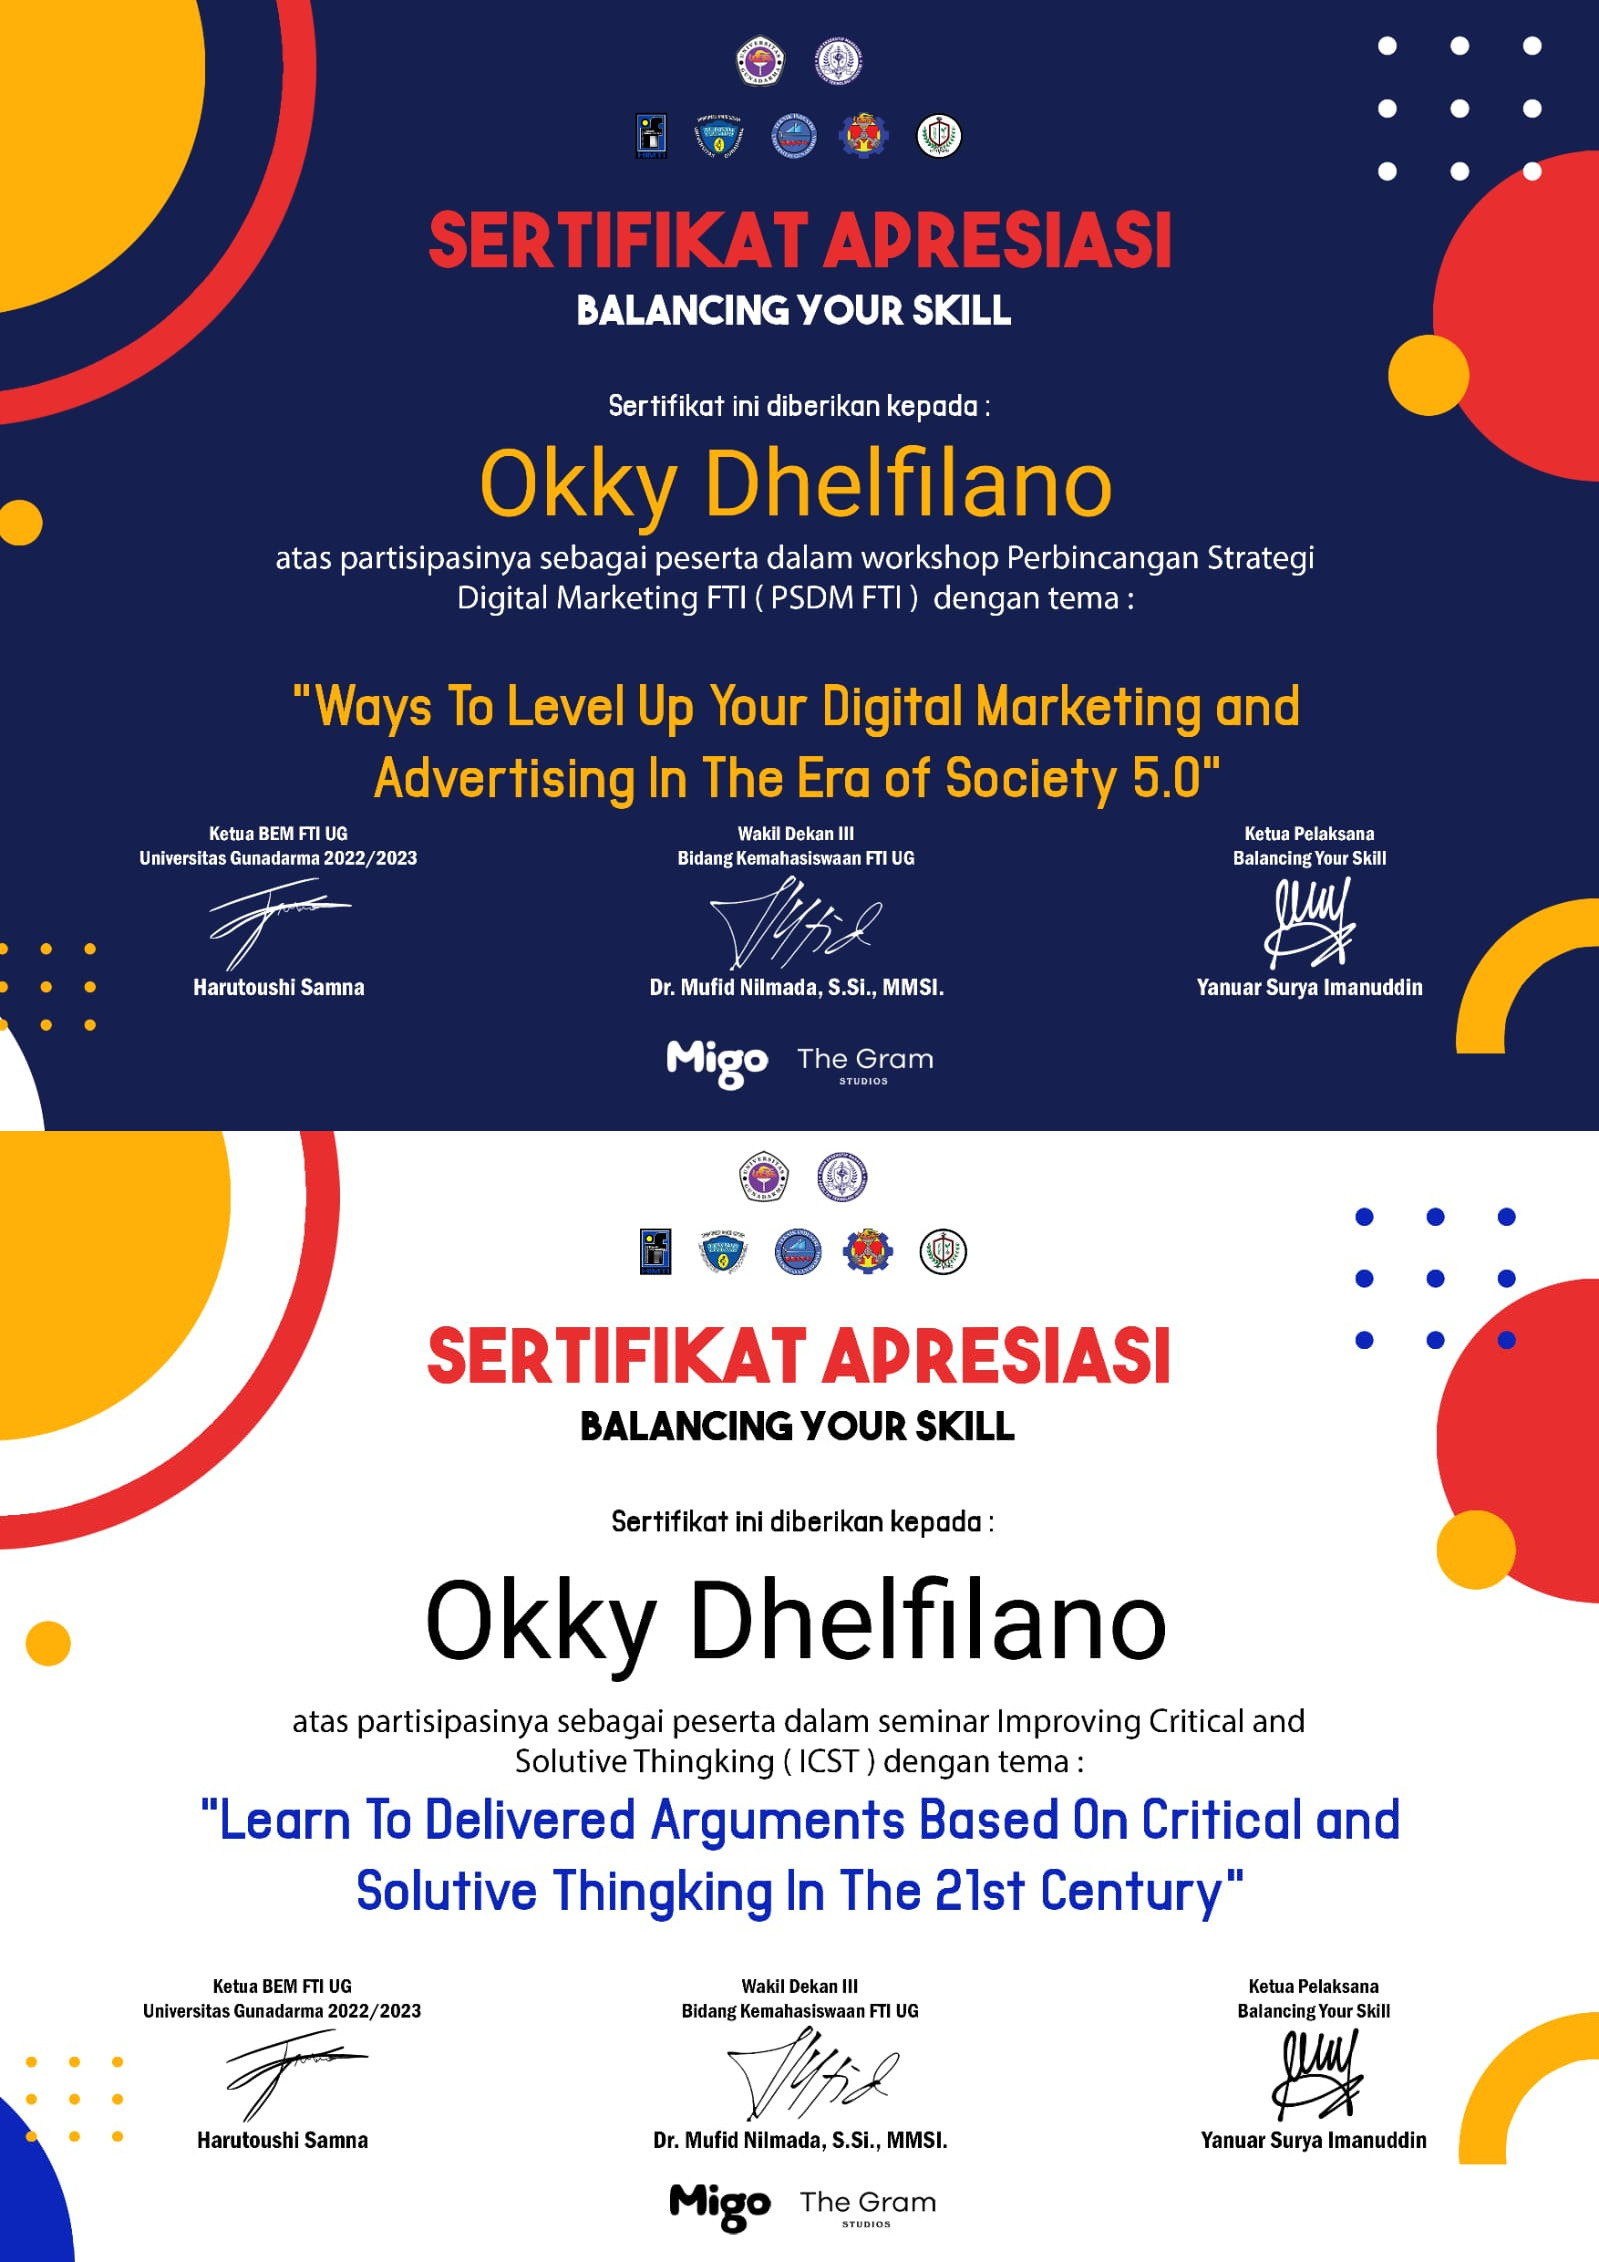 UNIVERSITAS GUNADARMA
HIMTI
SERTIFIKAT APRESIASI
BALANCING YOUR SKILL
Sertifikat ini diberikan kepada :
Okky Dhelfilano
atas partisipasinya sebagai peserta dalam workshop Perbincangan Strategi
Digital Marketing FTI ( PSDM FTI ) dengan tema :
"Ways To Level Up Your Digital Marketing and
Advertising In The Era of Society 5.0"
Ketua BEM FTI UG
Universitas Gunadarma 2022/2023
Harutoushi Samna
Wakil Dekan III
Bidang Kemahasiswaan FTI UG
Dr. Mufid Nilmada, S.Si., MMSI.
Ketua Pelaksana
Balancing Your Skill
Yanuar Surya Imanuddin
Migo
The Gram
STUDIOS
UNIVERSITAS GUNADARMA
HIMTI
SERTIFIKAT APRESIASI
BALANCING YOUR SKILL
Sertifikat ini diberikan kepada :
Okky Dhelfilano
atas partisipasinya sebagai peserta dalam seminar Improving Critical and
Solutive Thingking ( ICST ) dengan tema :
"Learn To Delivered Arguments Based On Critical and
Solutive Thingking In The 21st Century"
Ketua BEM FTI UG
Universitas Gunadarma 2022/2023
Harutoushi Samna
Wakil Dekan III
Bidang Kemahasiswaan FTI UG
Dr. Mufid Nilmada, S.Si., MMSI.
Ketua Pelaksana
Balancing Your Skill
Yanuar Surya Imanuddin
Migo
The Gram
STUDIOS